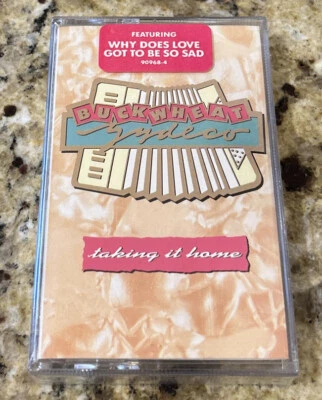 FEATURING
WHY DOES LOVE
GOT TO BE SO SAD
90968-4
BUCKWHEAT
Zydeco
taking it home